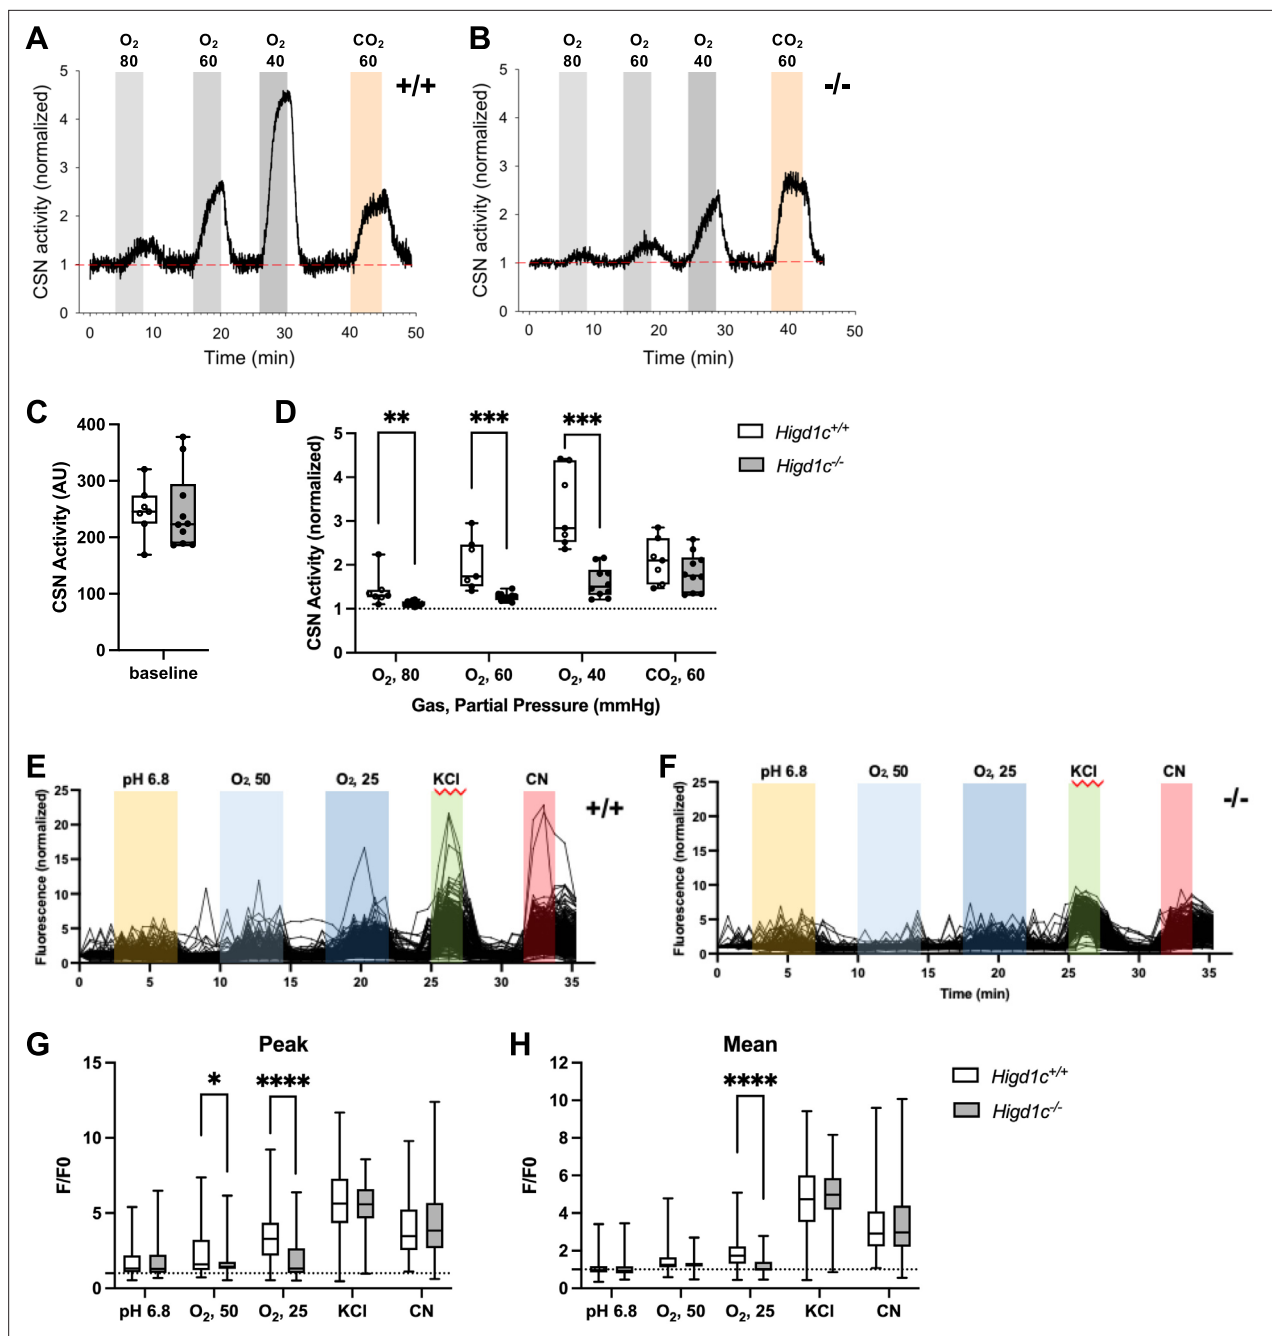 A
O₂ O₂ O₂ CO₂
80 60 40 60
+/+
CSN activity (normalized)
5
4
3
2
1
0
0 10 20 30 40 50
Time (min)
B
O₂ O₂ O₂ CO₂
80 60 40 60
-/-
CSN activity (normalized)
5
4
3
2
1
0
0 10 20 30 40 50
Time (min)
C
CSN Activity (AU)
400
300
200
100
0
baseline
D
** *** ***
CSN Activity (normalized)
5
4
3
2
1
0
O₂, 80 O₂, 60 O₂, 40 CO₂, 60
Gas, Partial Pressure (mmHg)
Higd1c+/+
Higd1c-/-
E
pH 6.8 O₂, 50 O₂, 25 KCl CN
+/+
Fluorescence (normalized)
25
20
15
10
5
0
0 5 10 15 20 25 30 35
F
pH 6.8 O₂, 50 O₂, 25 KCl CN
-/-
Fluorescence (normalized)
25
20
15
10
5
0
0 5 10 15 20 25 30 35
Time (min)
G
Peak
* ****
F/F0
15
10
5
0
pH 6.8 O₂, 50 O₂, 25 KCl CN
H
Mean
****
F/F0
12
10
8
6
4
2
0
pH 6.8 O₂, 50 O₂, 25 KCl CN
Higd1c+/+
Higd1c-/-